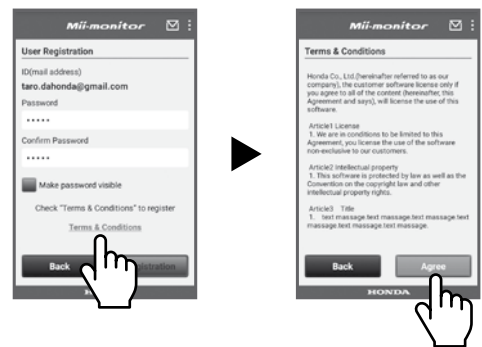 Mii-monitor
User Registration
ID(mail address)
taro.dahonda@gmail.com
Password
•••••
Confirm Password
•••••
Make password visible
Check "Terms & Conditions" to register
Terms & Conditions
Back
Mii-monitor
Terms & Conditions
Honda Co., Ltd.(hereinafter referred to as our
company), the customer software license only if
you agree to all of the content (hereinafter, this
Agreement and says), will license the use of this
software.
Article1 License
1. We are in conditions to be limited to this
Agreement, you license the use of the software
non-exclusive to our customers.
Article2 Intellectual property
1. This software is protected by law as well as the
Convention on the copyright law and other
intellectual property rights.
Article3 Title
1. text massage.text massage.text massage text
massage.text massage.text massage.
Back
Agree
HONDA